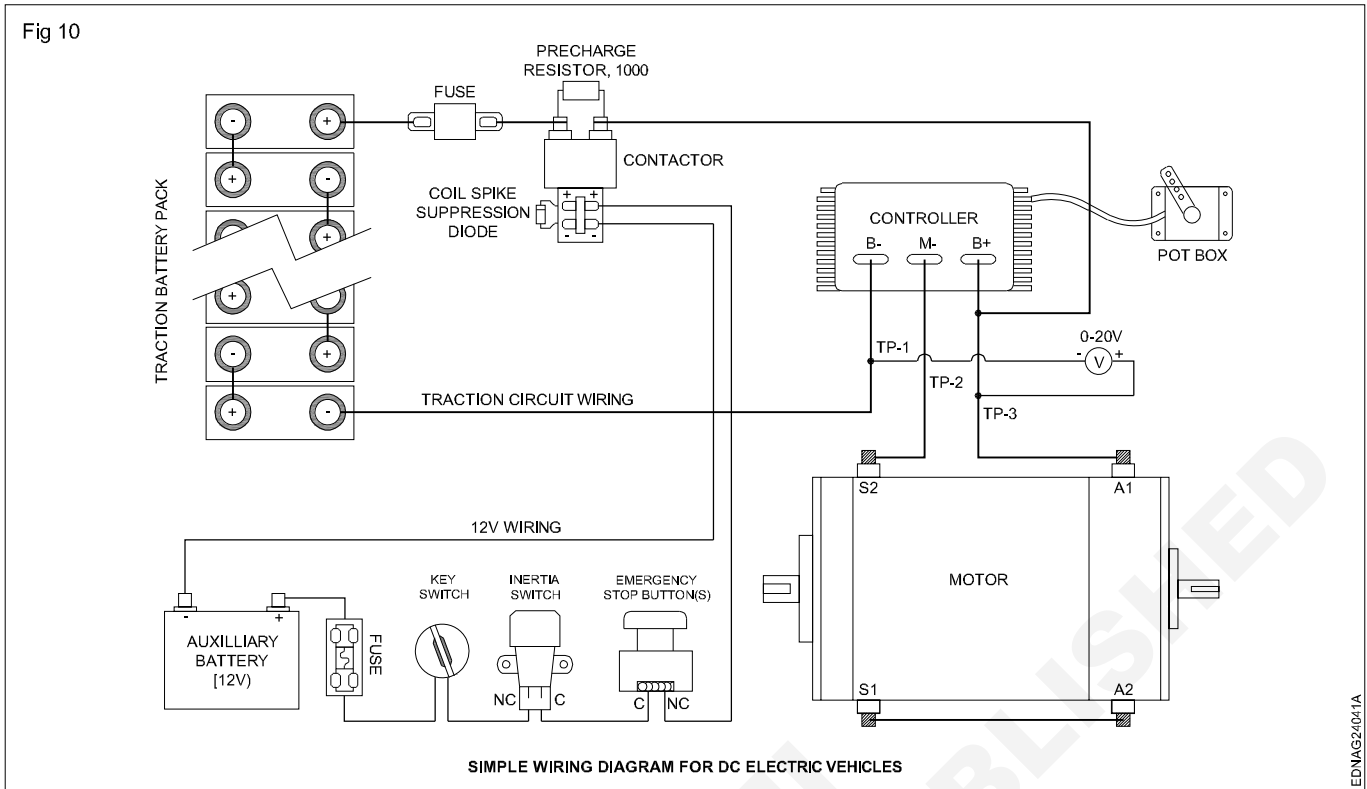 Fig 10
PRECHARGE
RESISTOR, 1000
FUSE
- +
+ -
+
+
- +
+ -
TRACTION BATTERY PACK
CONTACTOR
COIL SPIKE
SUPPRESSION
DIODE
+ +
- -
CONTROLLER
B- M- B+
POT BOX
0-20V
- V +
TP-1
TP-2
TP-3
TRACTION CIRCUIT WIRING
S2 A1
MOTOR
S1 A2
12V WIRING
- +
AUXILLIARY
BATTERY
[12V)
FUSE
KEY
SWITCH
INERTIA
SWITCH
NC C
EMERGENCY
STOP BUTTON(S)
C NC
SIMPLE WIRING DIAGRAM FOR DC ELECTRIC VEHICLES
EDNAG24041A
BLISHED